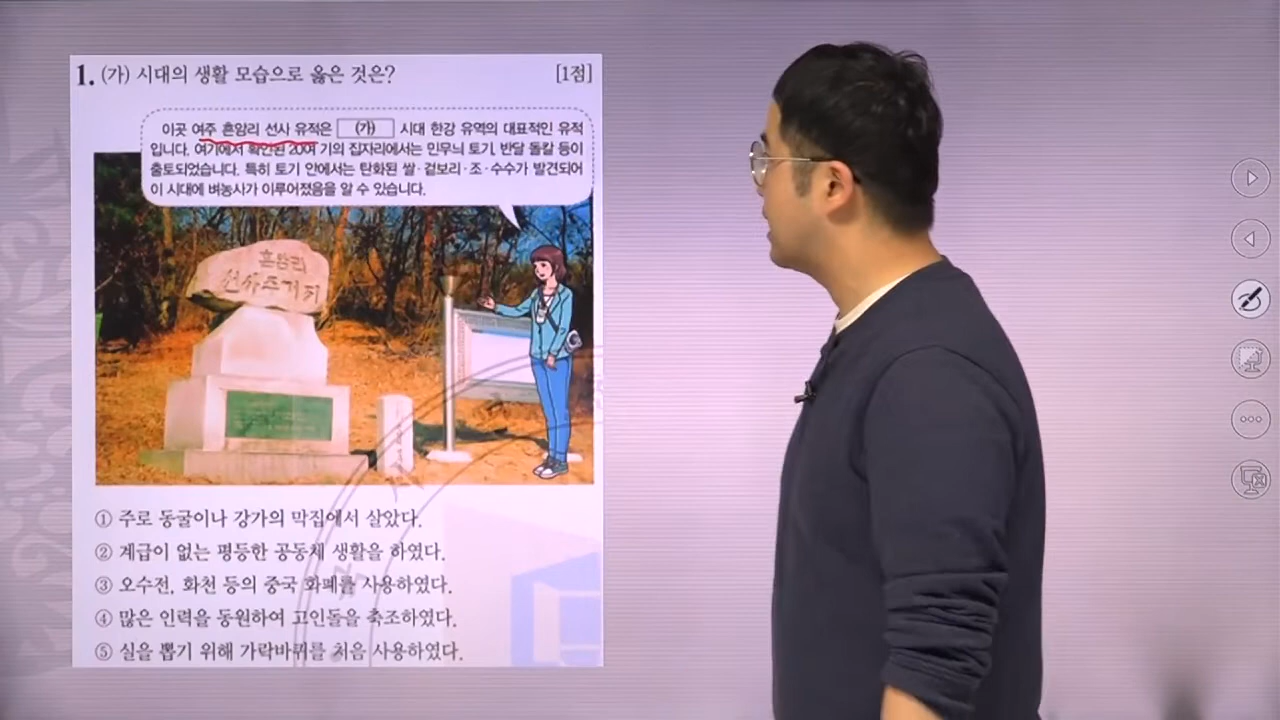 1. (가) 시대의 생활 모습으로 옳은 것은? [1점]
이곳 여주 흔암리 선사 유적은 (가) 시대 한강 유역의 대표적인 유적
입니다. 여기에서 확인된 20여 기의 집자리에서는 민무늬 토기, 반달 돌칼 등이
출토되었습니다. 특히 토기 안에서는 탄화된 쌀·겉보리·조·수수가 발견되어
이 시대에 벼농사가 이루어졌음을 알 수 있습니다.
흔암리
선사주거지
① 주로 동굴이나 강가의 막집에서 살았다.
② 계급이 없는 평등한 공동체 생활을 하였다.
③ 오수전, 화천 등의 중국 화폐를 사용하였다.
④ 많은 인력을 동원하여 고인돌을 축조하였다.
⑤ 실을 뽑기 위해 가락바퀴를 처음 사용하였다.